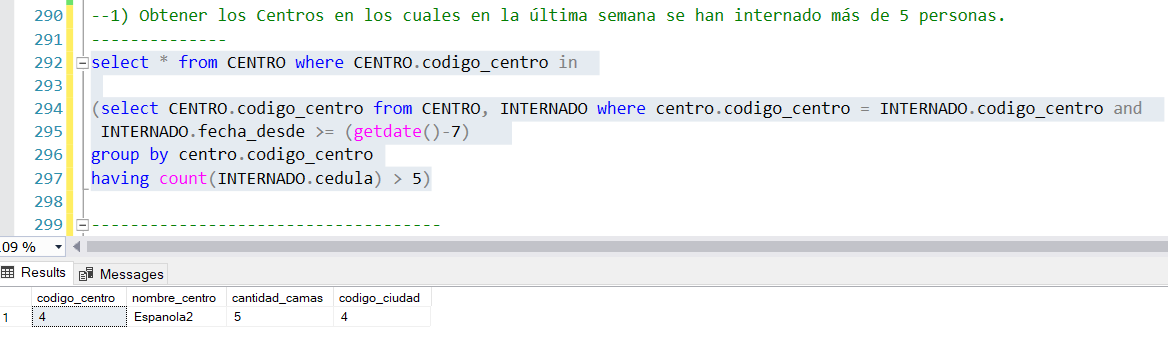 290 --1) Obtener los Centros en los cuales en la última semana se han internado más de 5 personas.
291 --------------
292 select * from CENTRO where CENTRO.codigo_centro in
293
294 (select CENTRO.codigo_centro from CENTRO, INTERNADO where centro.codigo_centro = INTERNADO.codigo_centro and
295 INTERNADO.fecha_desde >= (getdate()-7)
296 group by centro.codigo_centro
297 having count(INTERNADO.cedula) > 5)
298
299 -----------------------------------
.09 %
Results Messages
codigo_centro nombre_centro cantidad_camas codigo_ciudad
1 4 Espanola2 5 4